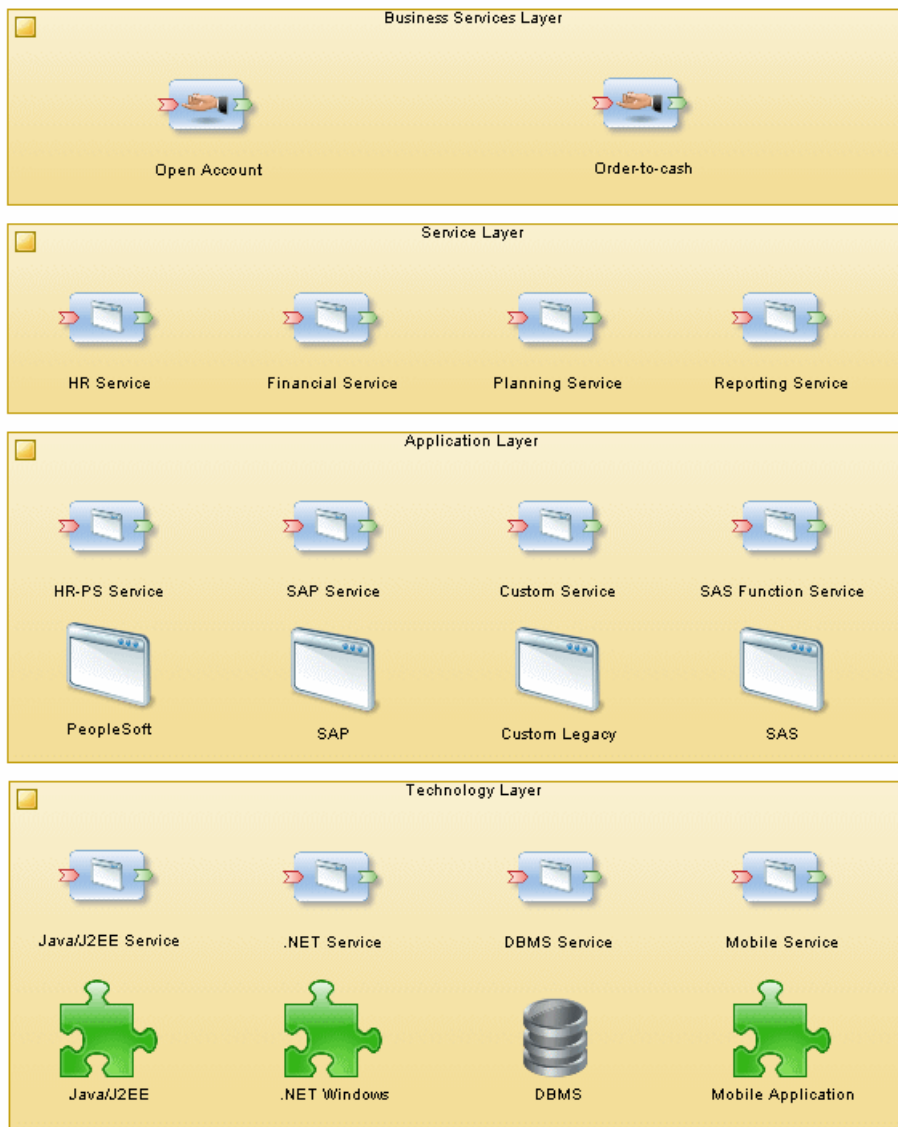 Business Services Layer
Open Account
Order-to-cash
Service Layer
HR Service
Financial Service
Planning Service
Reporting Service
Application Layer
HR-PS Service
SAP Service
Custom Service
SAS Function Service
PeopleSoft
SAP
Custom Legacy
SAS
Technology Layer
Java/J2EE Service
.NET Service
DBMS Service
Mobile Service
Java/J2EE
.NET Windows
DBMS
Mobile Application